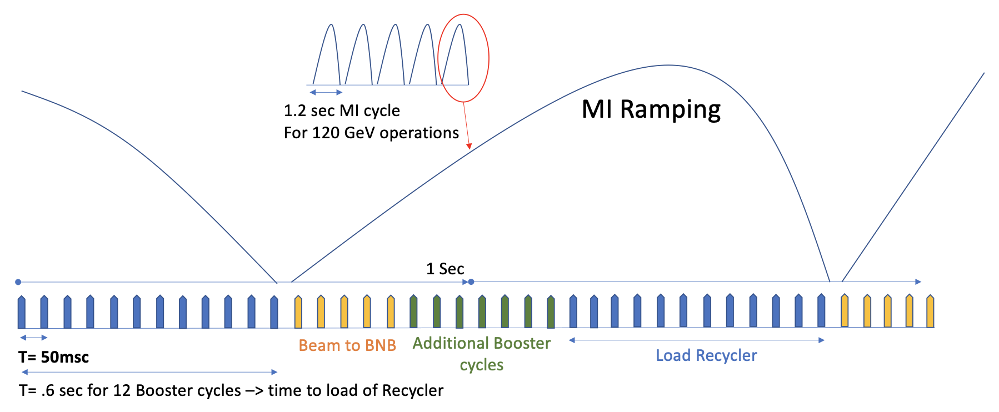 1.2 sec MI cycle
For 120 GeV operations
MI Ramping
1 Sec
Beam to BNB
Additional Booster
cycles
Load Recycler
T= 50msc
T= .6 sec for 12 Booster cycles –> time to load of Recycler